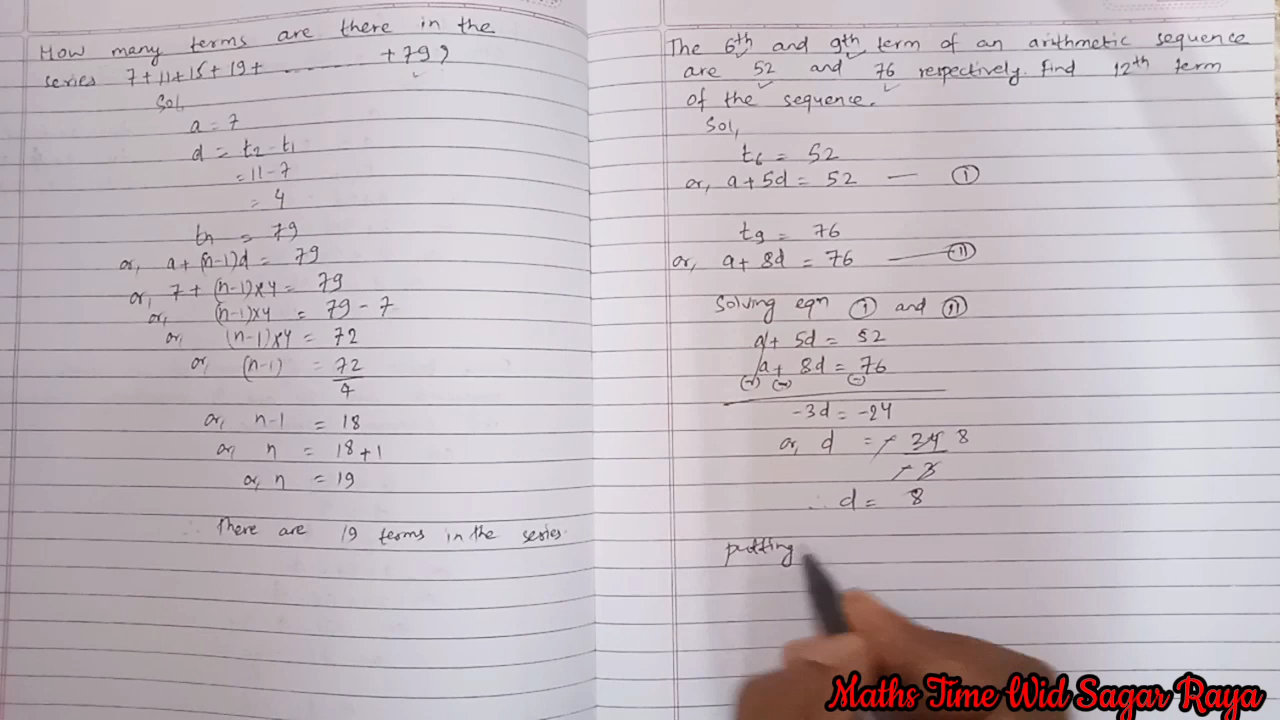 How many terms are there in the
series 7+11+15+19+ ------- +79?
Sol,
a = 7
d = t2 - t1
= 11-7
= 4
tn = 79
or, a+(n-1)d = 79
or, 7 + (n-1)x4 = 79
or, (n-1)x4 = 79 - 7
or, (n-1)x4 = 72
or, (n-1) = 72
4
or, n-1 = 18
or, n = 18+1
or, n = 19
There are 19 terms in the series.
The 6th and 9th term of an arithmetic sequence
are 52 and 76 respectively. Find 12th term
of the sequence.
Sol,
t6 = 52
or, a+5d = 52 — (I)
t9 = 76
or, a+ 8d = 76 — (II)
Solving eqn (I) and (II)
a+ 5d = 52
a+ 8d = 76
(-) (-) (-)
-3d = -24
or, d = -24 8
-3
∴ d = 8
putting
Maths Time Wid Sagar Raya